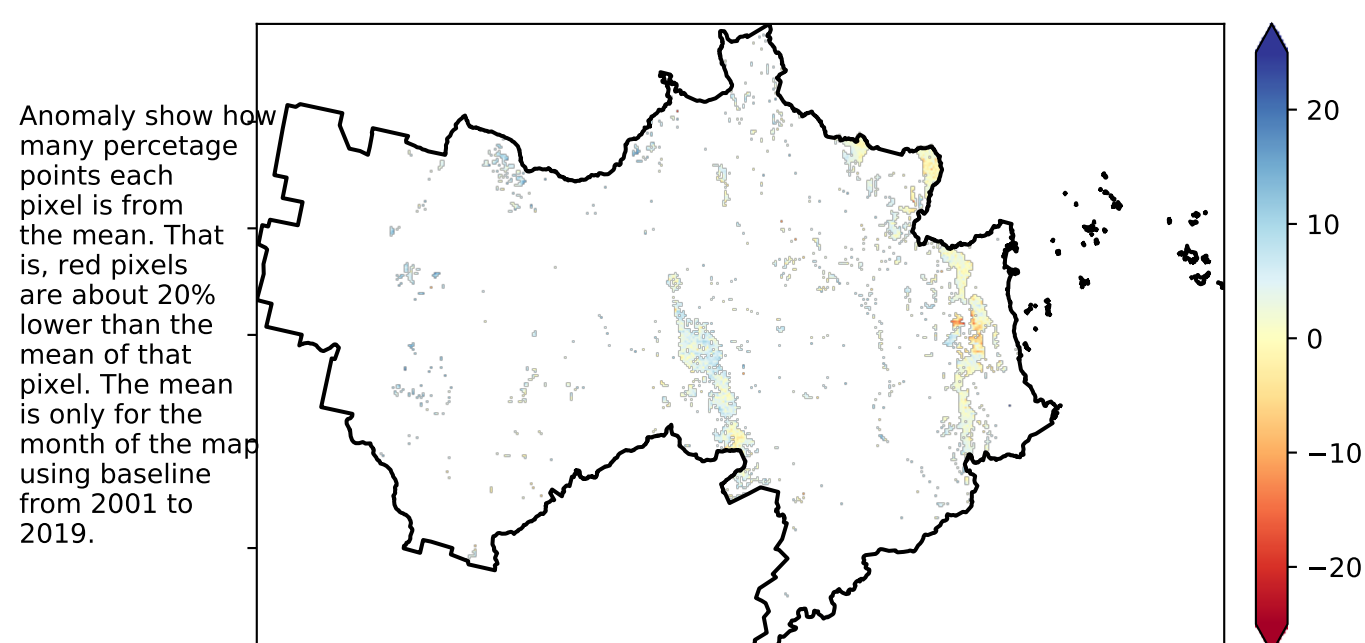 Anomaly show how
many percetage
points each
pixel is from
the mean. That
is, red pixels
are about 20%
lower than the
mean of that
pixel. The mean
is only for the
month of the map
using baseline
from 2001 to
2019.
20
10
0
−10
−20